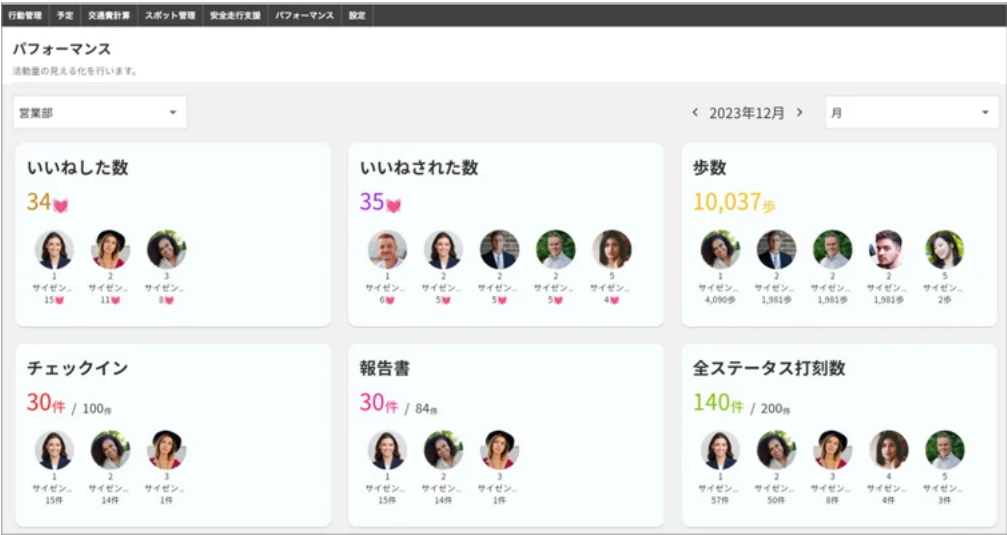 行動管理 予定 交通費計算 スポット管理 安全走行支援 パフォーマンス 設定
パフォーマンス
活動量の見える化を行います。
営業部
2023年12月
月
いいねした数
34
1 2 3
サイゼン... サイゼン... サイゼン...
15 11 8
いいねされた数
35
1 2 2 2 5
サイゼン... サイゼン... サイゼン... サイゼン... サイゼン...
6 5 5 5 4
歩数
10,037歩
1 2 2 2 5
サイゼン... サイゼン... サイゼン... サイゼン... サイゼン...
4,090歩 1,981歩 1,981歩 1,981歩 2歩
チェックイン
30件 / 100件
1 2 3
サイゼン... サイゼン... サイゼン...
15件 14件 1件
報告書
30件 / 84件
1 2 3
サイゼン... サイゼン... サイゼン...
15件 14件 1件
全ステータス打刻数
140件 / 200件
1 2 3 4 5
サイゼン... サイゼン... サイゼン... サイゼン... サイゼン...
57件 50件 8件 4件 3件